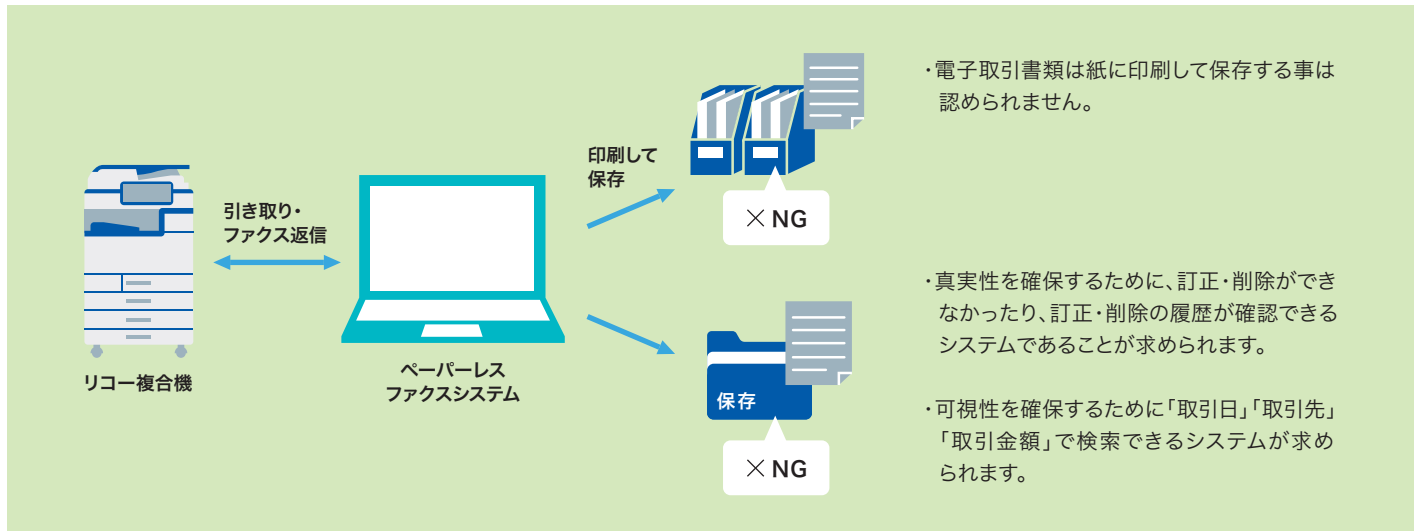 ・電子取引書類は紙に印刷して保存する事は
認められません。
印刷して
保存
× NG
引き取り・
ファクス返信
リコー複合機
ペーパーレス
ファクスシステム
・真実性を確保するために、訂正・削除ができ
なかったり、訂正・削除の履歴が確認できる
システムであることが求められます。
保存
× NG
・可視性を確保するために「取引日」「取引先」
「取引金額」で検索できるシステムが求め
られます。